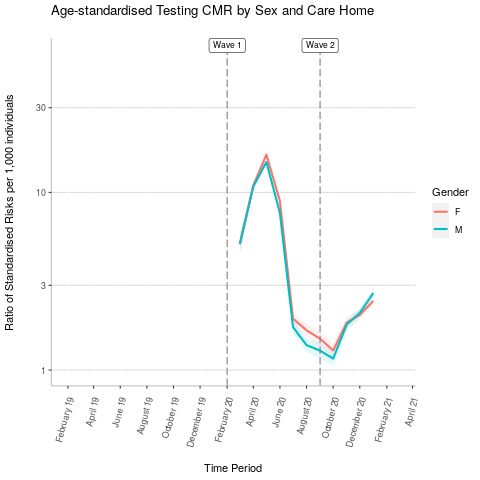 Age-standardised Testing CMR by Sex and Care Home
Wave 1
Wave 2
Ratio of Standardised Risks per 1,000 individuals
30
10
3
1
February 19
April 19
June 19
August 19
October 19
December 19
February 20
April 20
June 20
August 20
October 20
December 20
February 21
April 21
Time Period
Gender
F
M